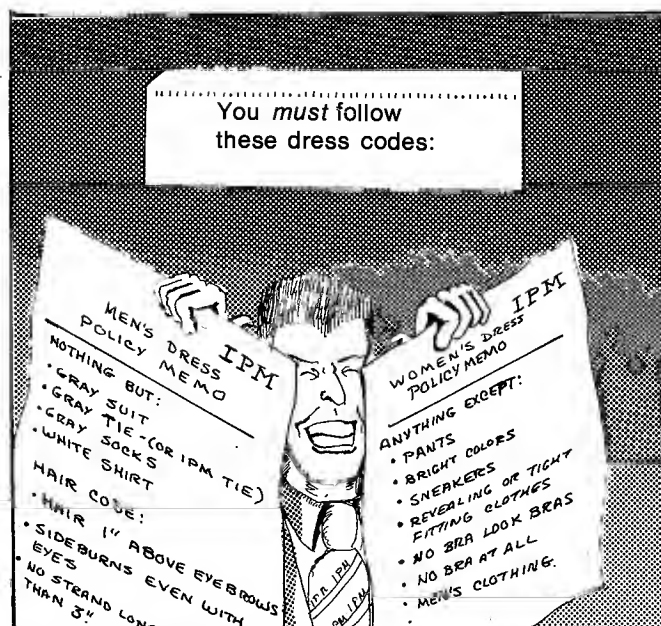 You must follow
these dress codes:
IPM
MEN'S DRESS
POLICY MEMO
NOTHING BUT:
• GRAY SUIT
• GRAY TIE-(OR IPM TIE)
• GRAY SOCKS
• WHITE SHIRT
HAIR CODE:
• HAIR 1" ABOVE EYEBROWS
• SIDEBURNS EVEN WITH
EYES
• NO STRAND
THAN 3".
IPM
WOMEN'S DRESS
POLICY MEMO
ANYTHING EXCEPT:
• PANTS
• BRIGHT COLORS
• SNEAKERS
• REVEALING OR TIGHT
FITTING CLOTHES
• NO BRA LOOK BRAS
• NO BRA AT ALL
• MEN'S CLOTHING.
IPM